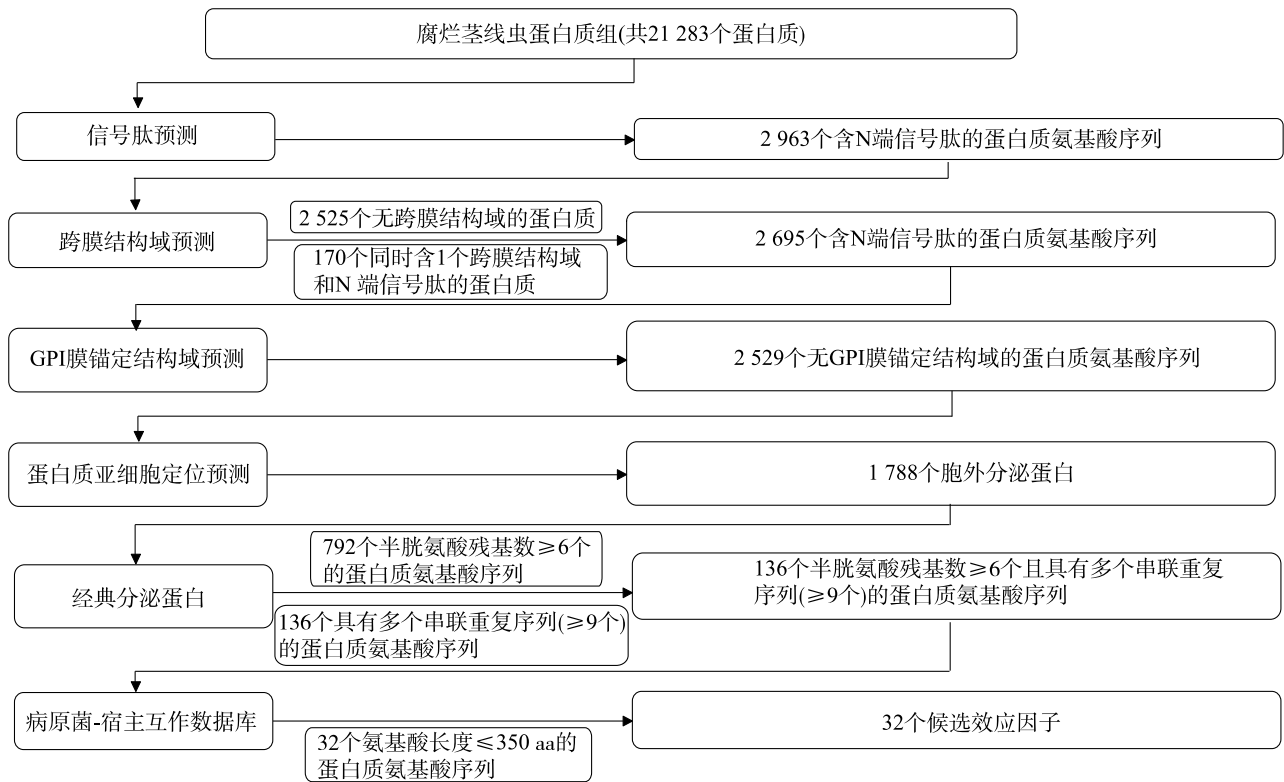 腐烂茎线虫蛋白质组(共21 283个蛋白质)
信号肽预测
2 963个含N端信号肽的蛋白质氨基酸序列
跨膜结构域预测
2 525个无跨膜结构域的蛋白质
170个同时含1个跨膜结构域
和N 端信号肽的蛋白质
2 695个含N端信号肽的蛋白质氨基酸序列
GPI膜锚定结构域预测
2 529个无GPI膜锚定结构域的蛋白质氨基酸序列
蛋白质亚细胞定位预测
1 788个胞外分泌蛋白
经典分泌蛋白
792个半胱氨酸残基数≥6个
的蛋白质氨基酸序列
136个具有多个串联重复序列(≥9个)
的蛋白质氨基酸序列
136个半胱氨酸残基数≥6个且具有多个串联重复
序列(≥9个)的蛋白质氨基酸序列
病原菌-宿主互作数据库
32个氨基酸长度≤350 aa的
蛋白质氨基酸序列
32个候选效应因子